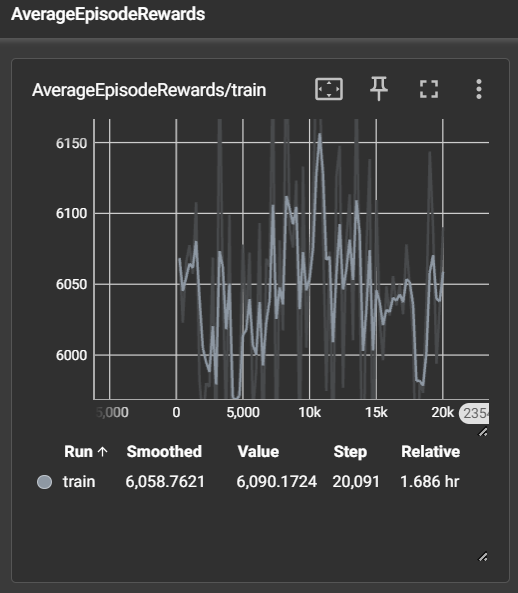 AverageEpisodeRewards
AverageEpisodeRewards/train
6150
6100
6050
6000
5,000 0 5,000 10k 15k 20k 2354
Run ↑ Smoothed Value Step Relative
train 6,058.7621 6,090.1724 20,091 1.686 hr